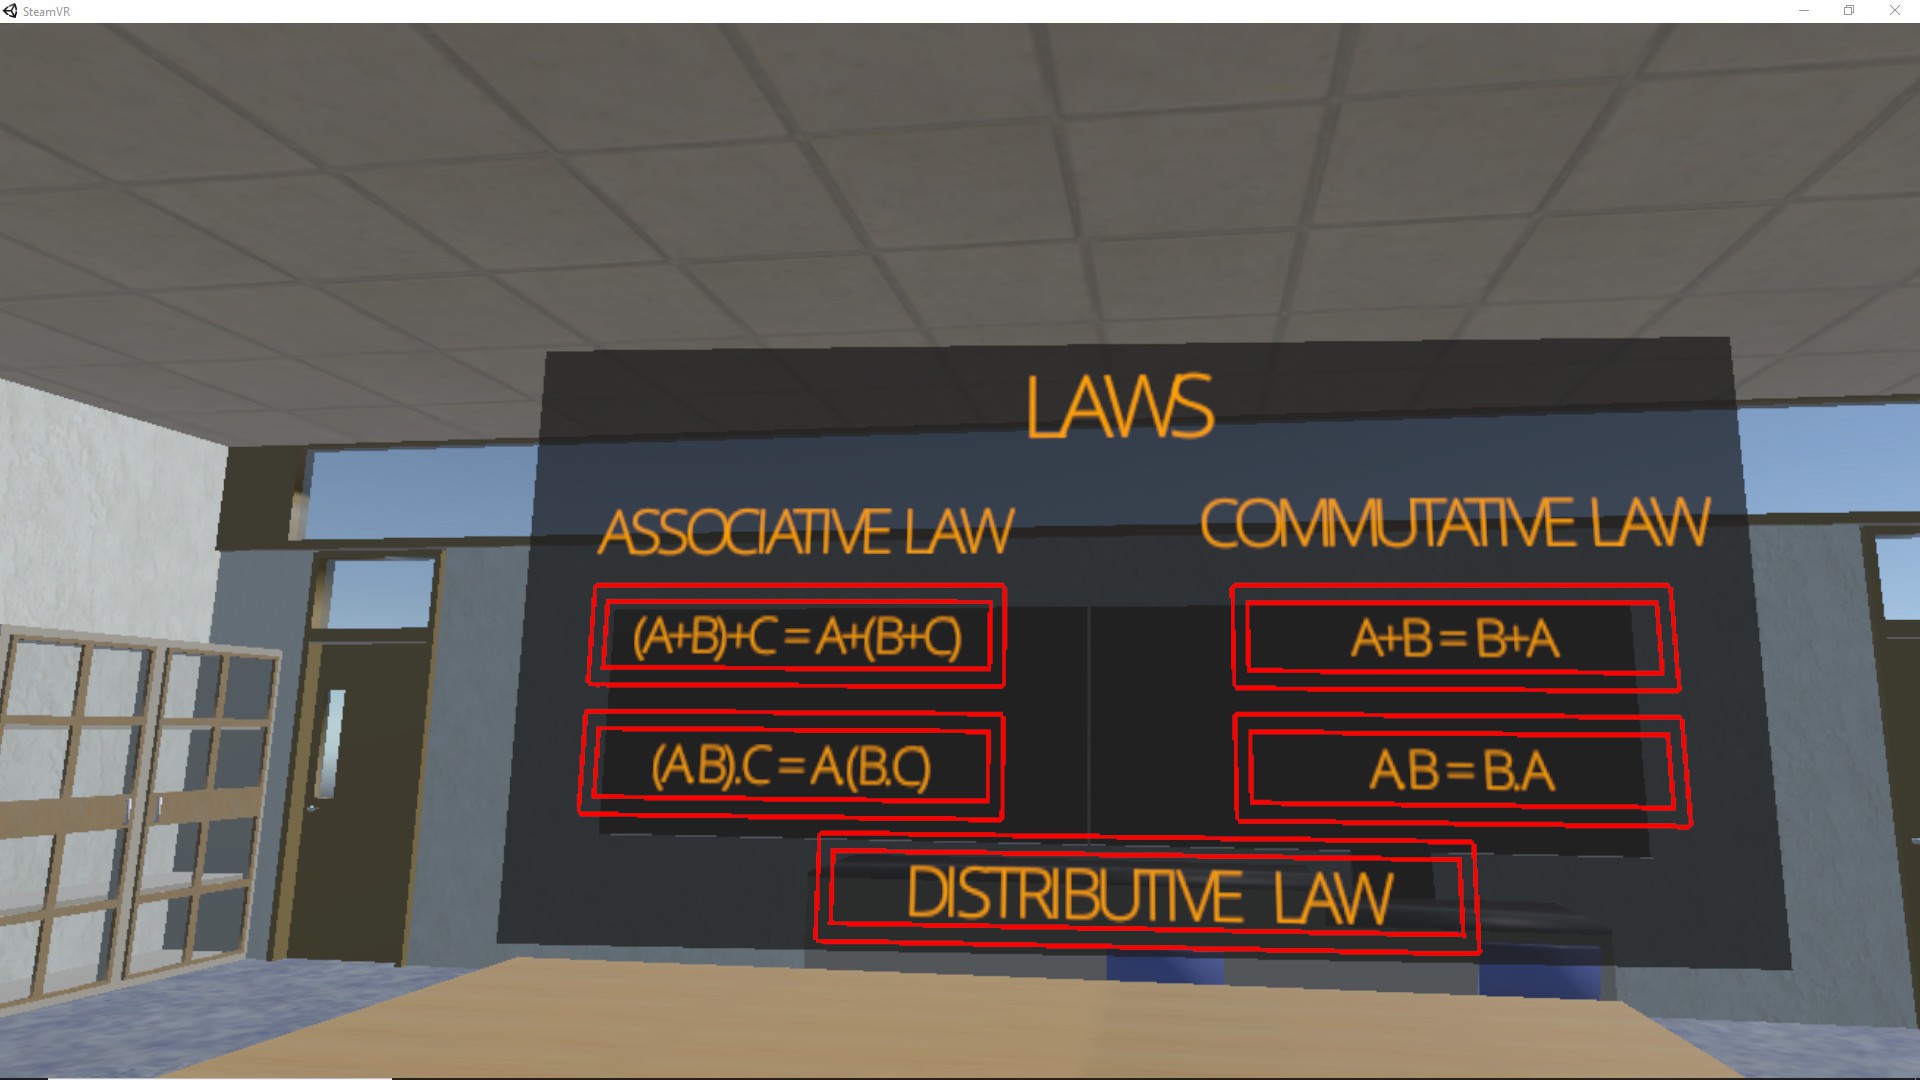 SteamVR
LAWS
ASSOCIATIVE LAW
COMMUTATIVE LAW
(A+B)+C = A+(B+C)
A+B = B+A
(A.B).C = A.(B.C)
A.B = B.A
DISTRIBUTIVE LAW